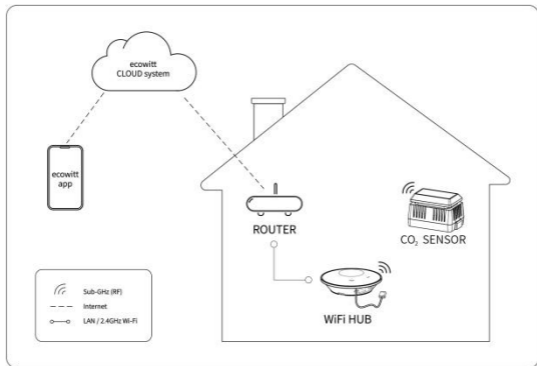 ecowitt
CLOUD system
ecowitt
app
ROUTER
CO₂ SENSOR
WiFi HUB
Sub-GHz (RF)
Internet
LAN / 2.4GHz Wi-Fi